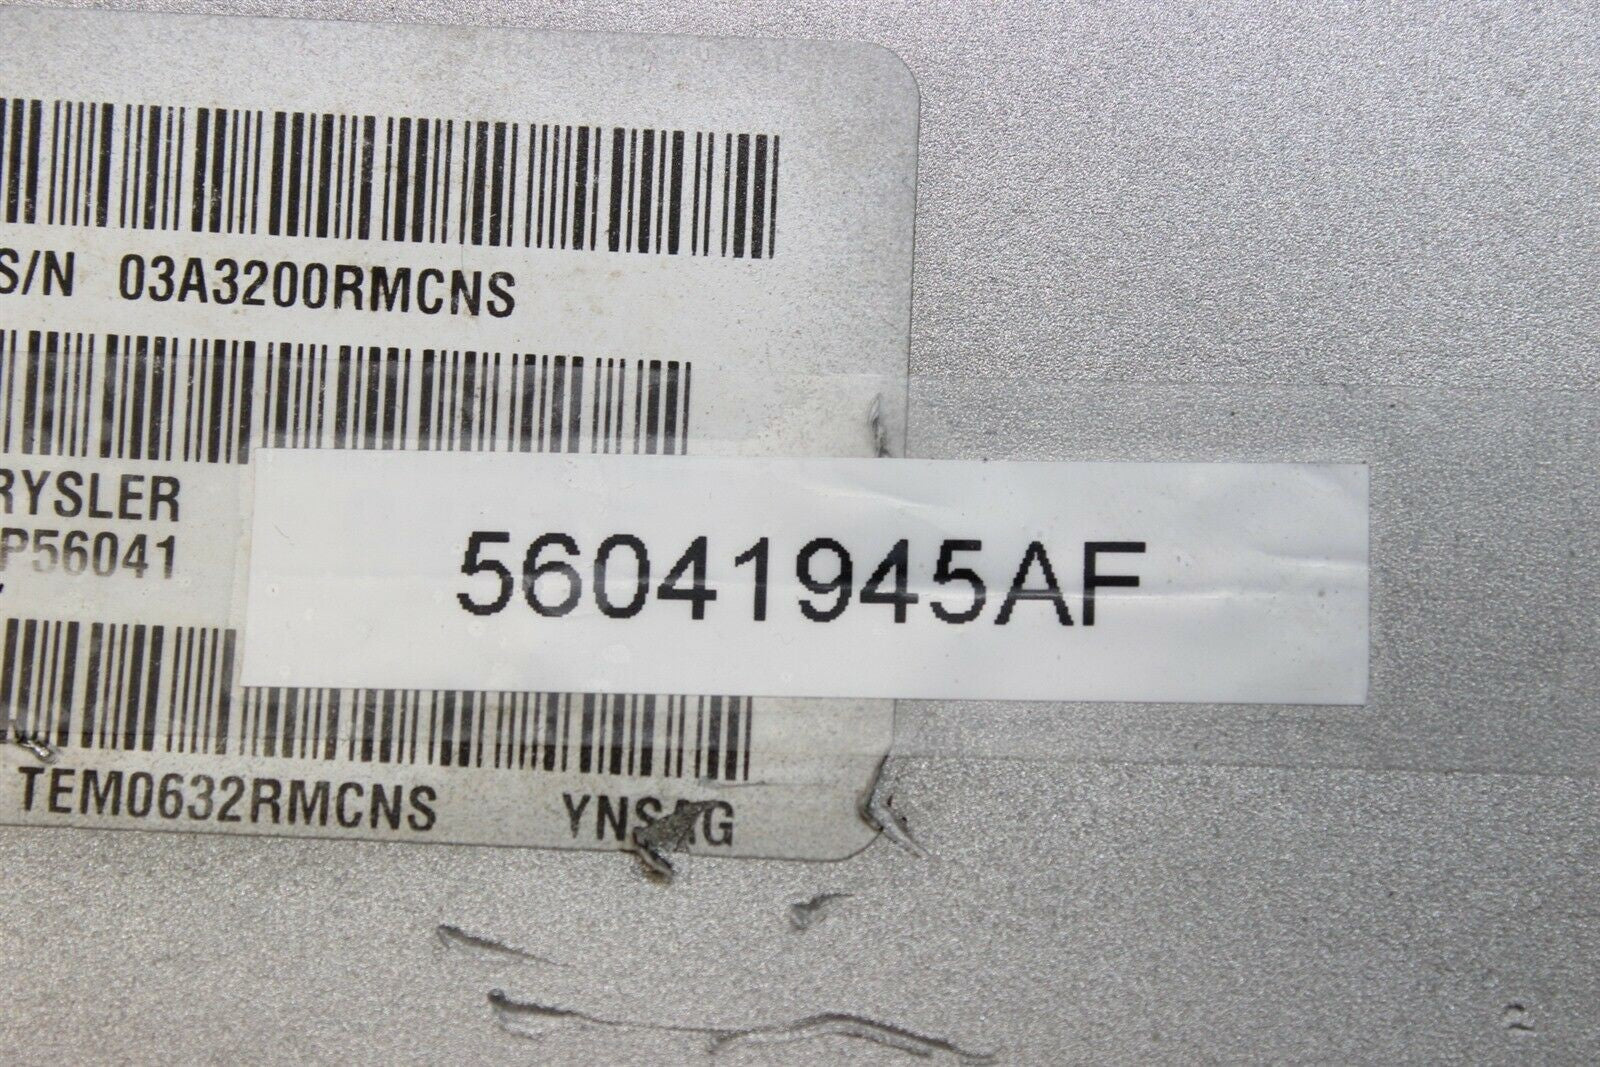 S/N 03A3200RMCNS
RYSLER
P56041
56041945AF
TEM0632RMCNS